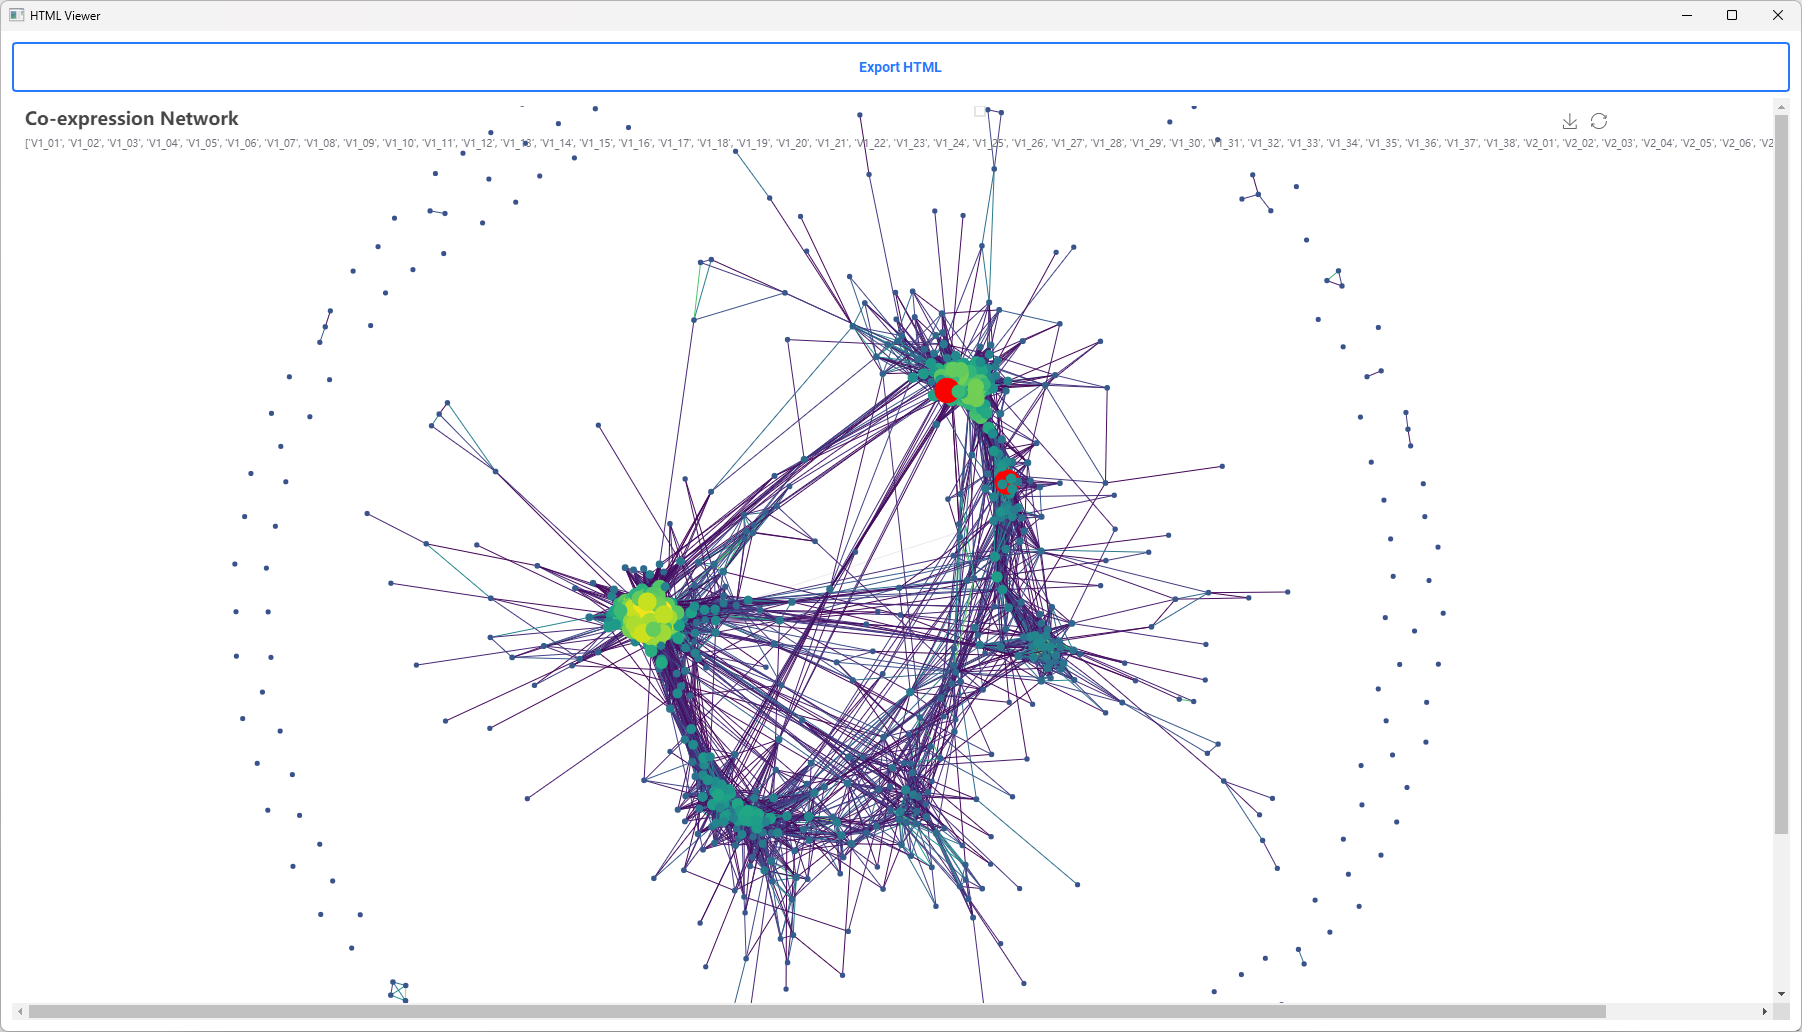 HTML Viewer
Export HTML
Co-expression Network
['V1_01', 'V1_02', 'V1_03', 'V1_04', 'V1_05', 'V1_06', 'V1_07', 'V1_08', 'V1_09', 'V1_10', 'V1_11', 'V1_12', 'V1_13', 'V1_14', 'V1_15', 'V1_16', 'V1_17', 'V1_18', 'V1_19', 'V1_20', 'V1_21', 'V1_22', 'V1_23', 'V1_24', 'V1_25', 'V1_26', 'V1_27', 'V1_28', 'V1_29', 'V1_30', 'V1_31', 'V1_32', 'V1_33', 'V1_34', 'V1_35', 'V1_36', 'V1_37', 'V1_38', 'V2_01', 'V2_02', 'V2_03', 'V2_04', 'V2_05', 'V2_06', 'V2